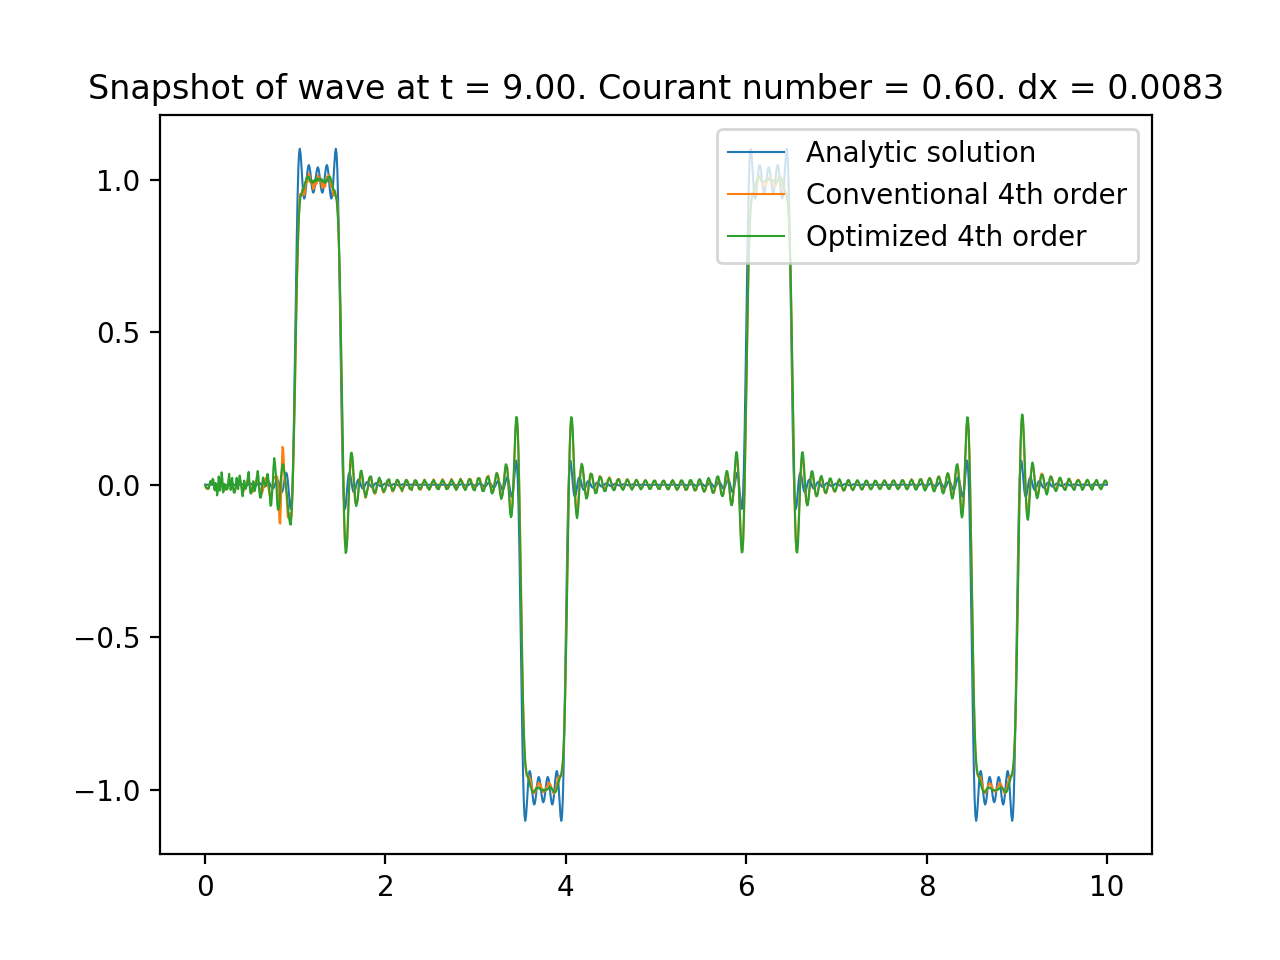 Snapshot of wave at t = 9.00. Courant number = 0.60. dx = 0.0083
Analytic solution
Conventional 4th order
Optimized 4th order
1.0
0.5
0.0
−0.5
−1.0
0 2 4 6 8 10